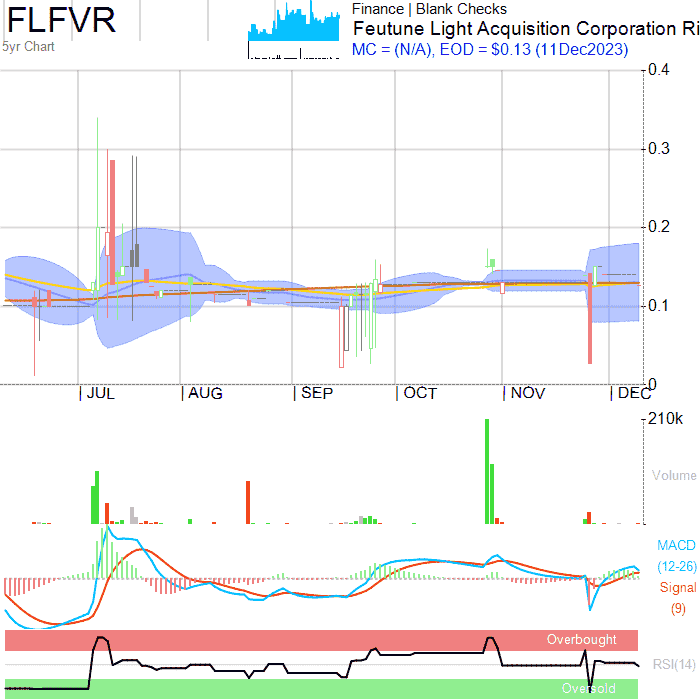 FLFVR
5yr Chart
Finance | Blank Checks
Feutune Light Acquisition Corporation Ri
MC = (N/A), EOD = $0.13 (11Dec2023)
0.4
0.3
0.2
0.1
0
JUL AUG SEP OCT NOV DEC
210k
Volume
MACD
(12-26)
Signal
(9)
Overbought
RSI(14)
Oversold